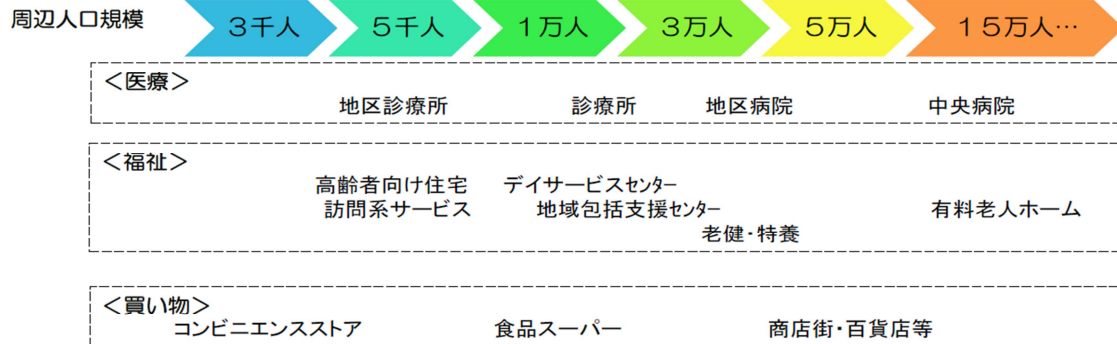 周辺人口規模 ３千人 ５千人 １万人 ３万人 ５万人 １５万人…
＜医療＞
地区診療所 診療所 地区病院 中央病院
＜福祉＞
高齢者向け住宅 デイサービスセンター
訪問系サービス 地域包括支援センター 有料老人ホーム
老健・特養
＜買い物＞
コンビニエンスストア 食品スーパー 商店街・百貨店等